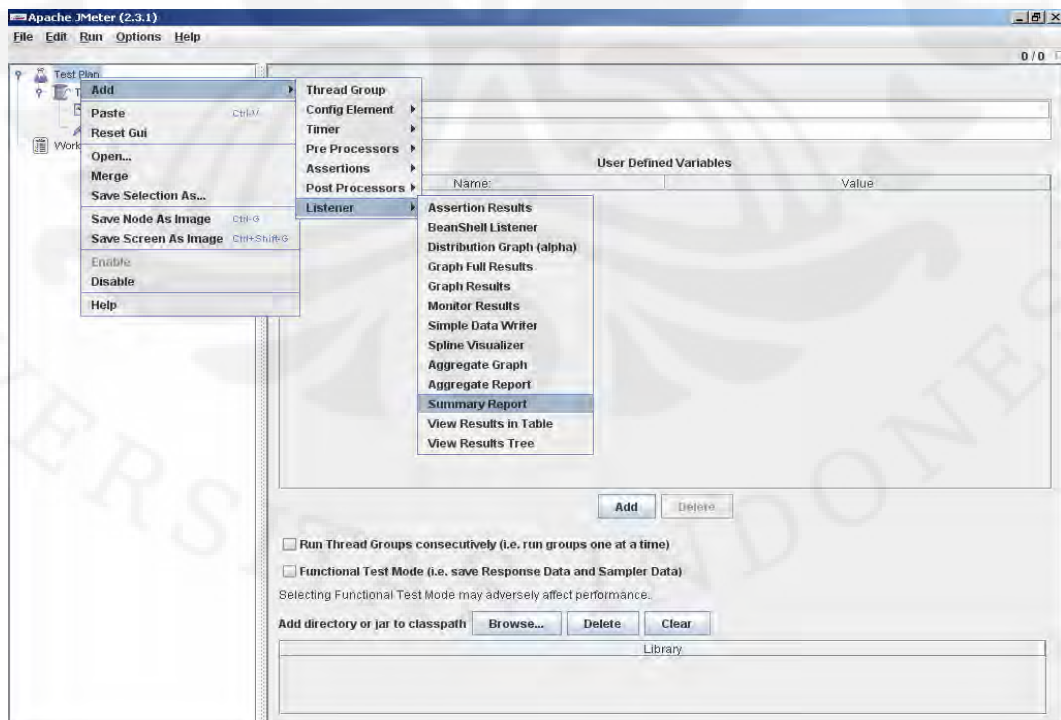 Apache JMeter (2.3.1)
File Edit Run Options Help
0 / 0
Test Plan
T
Work
Add
Paste Ctrl-V
Reset Gui
Open...
Merge
Save Selection As...
Save Node As Image Ctrl-G
Save Screen As Image Ctrl+Shift-G
Enable
Disable
Help
Thread Group
Config Element
Timer
Pre Processors
Assertions
Post Processors
Listener
Assertion Results
BeanShell Listener
Distribution Graph (alpha)
Graph Full Results
Graph Results
Monitor Results
Simple Data Writer
Spline Visualizer
Aggregate Graph
Aggregate Report
Summary Report
View Results in Table
View Results Tree
User Defined Variables
Name: Value
Add Delete
Run Thread Groups consecutively (i.e. run groups one at a time)
Functional Test Mode (i.e. save Response Data and Sampler Data)
Selecting Functional Test Mode may adversely affect performance.
Add directory or jar to classpath Browse... Delete Clear
Library